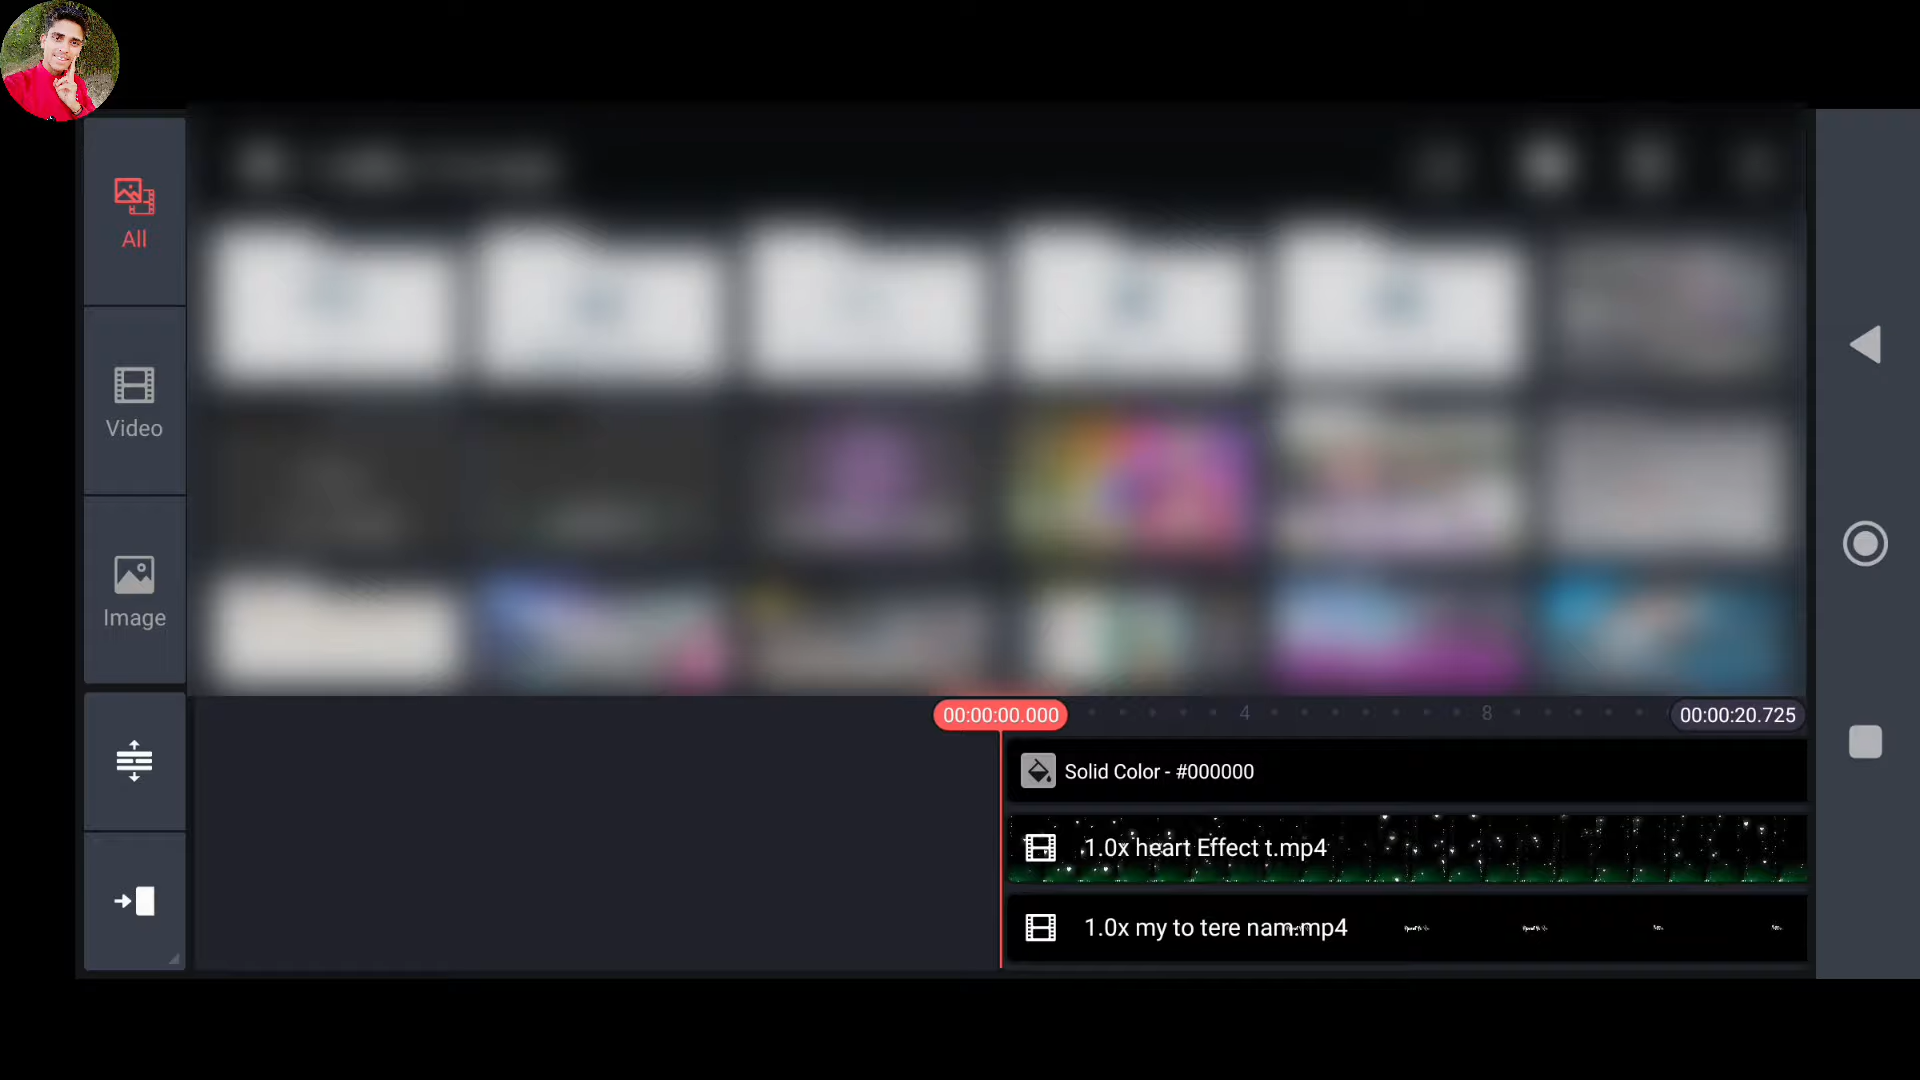 All
Video
Image
00:00:00.000
4
8
00:00:20.725
Solid Color - #000000
1.0x heart Effect t.mp4
1.0x my to tere nam.mp4